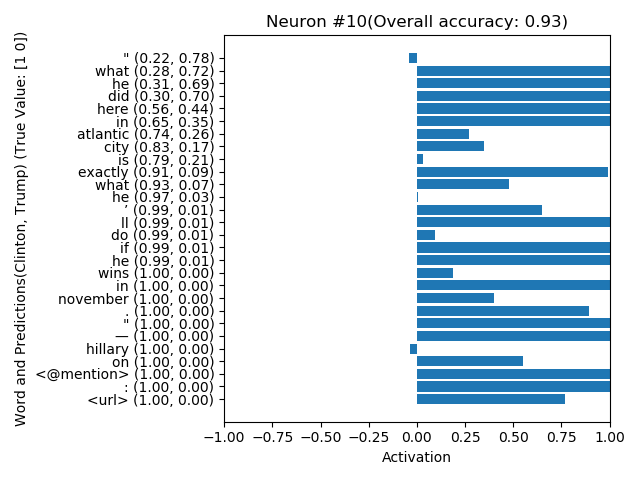 Neuron #10(Overall accuracy: 0.93)
Word and Predictions(Clinton, Trump) (True Value: [1 0])
" (0.22, 0.78)
what (0.28, 0.72)
he (0.31, 0.69)
did (0.30, 0.70)
here (0.56, 0.44)
in (0.65, 0.35)
atlantic (0.74, 0.26)
city (0.83, 0.17)
is (0.79, 0.21)
exactly (0.91, 0.09)
what (0.93, 0.07)
he (0.97, 0.03)
’ (0.99, 0.01)
ll (0.99, 0.01)
do (0.99, 0.01)
if (0.99, 0.01)
he (0.99, 0.01)
wins (1.00, 0.00)
in (1.00, 0.00)
november (1.00, 0.00)
. (1.00, 0.00)
" (1.00, 0.00)
— (1.00, 0.00)
hillary (1.00, 0.00)
on (1.00, 0.00)
<@mention> (1.00, 0.00)
: (1.00, 0.00)
<url> (1.00, 0.00)
−1.00 −0.75 −0.50 −0.25 0.00 0.25 0.50 0.75 1.00
Activation